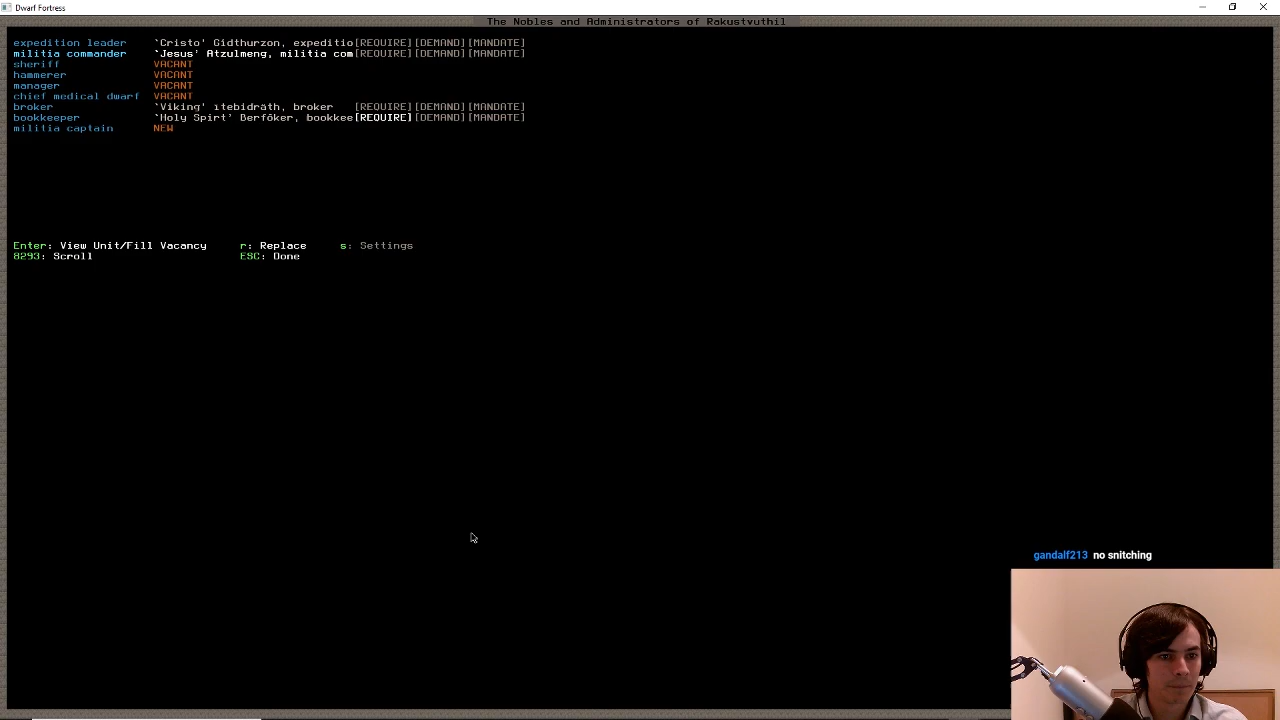 Dwarf Fortress
The Nobles and Administrators of Rakustvuthil
expedition leader `Cristo' Gidthurzon, expeditio[REQUIRE][DEMAND][MANDATE]
militia commander `Jesus' Atzulmeng, militia com[REQUIRE][DEMAND][MANDATE]
sheriff VACANT
hammerer VACANT
manager VACANT
chief medical dwarf VACANT
broker `Viking' ìtebidràth, broker [REQUIRE][DEMAND][MANDATE]
bookkeeper `Holy Spirt' Berfôker, bookkee[REQUIRE][DEMAND][MANDATE]
militia captain NEW
Enter: View Unit/Fill Vacancy r: Replace s: Settings
8293: Scroll ESC: Done
gandalf213 no snitching